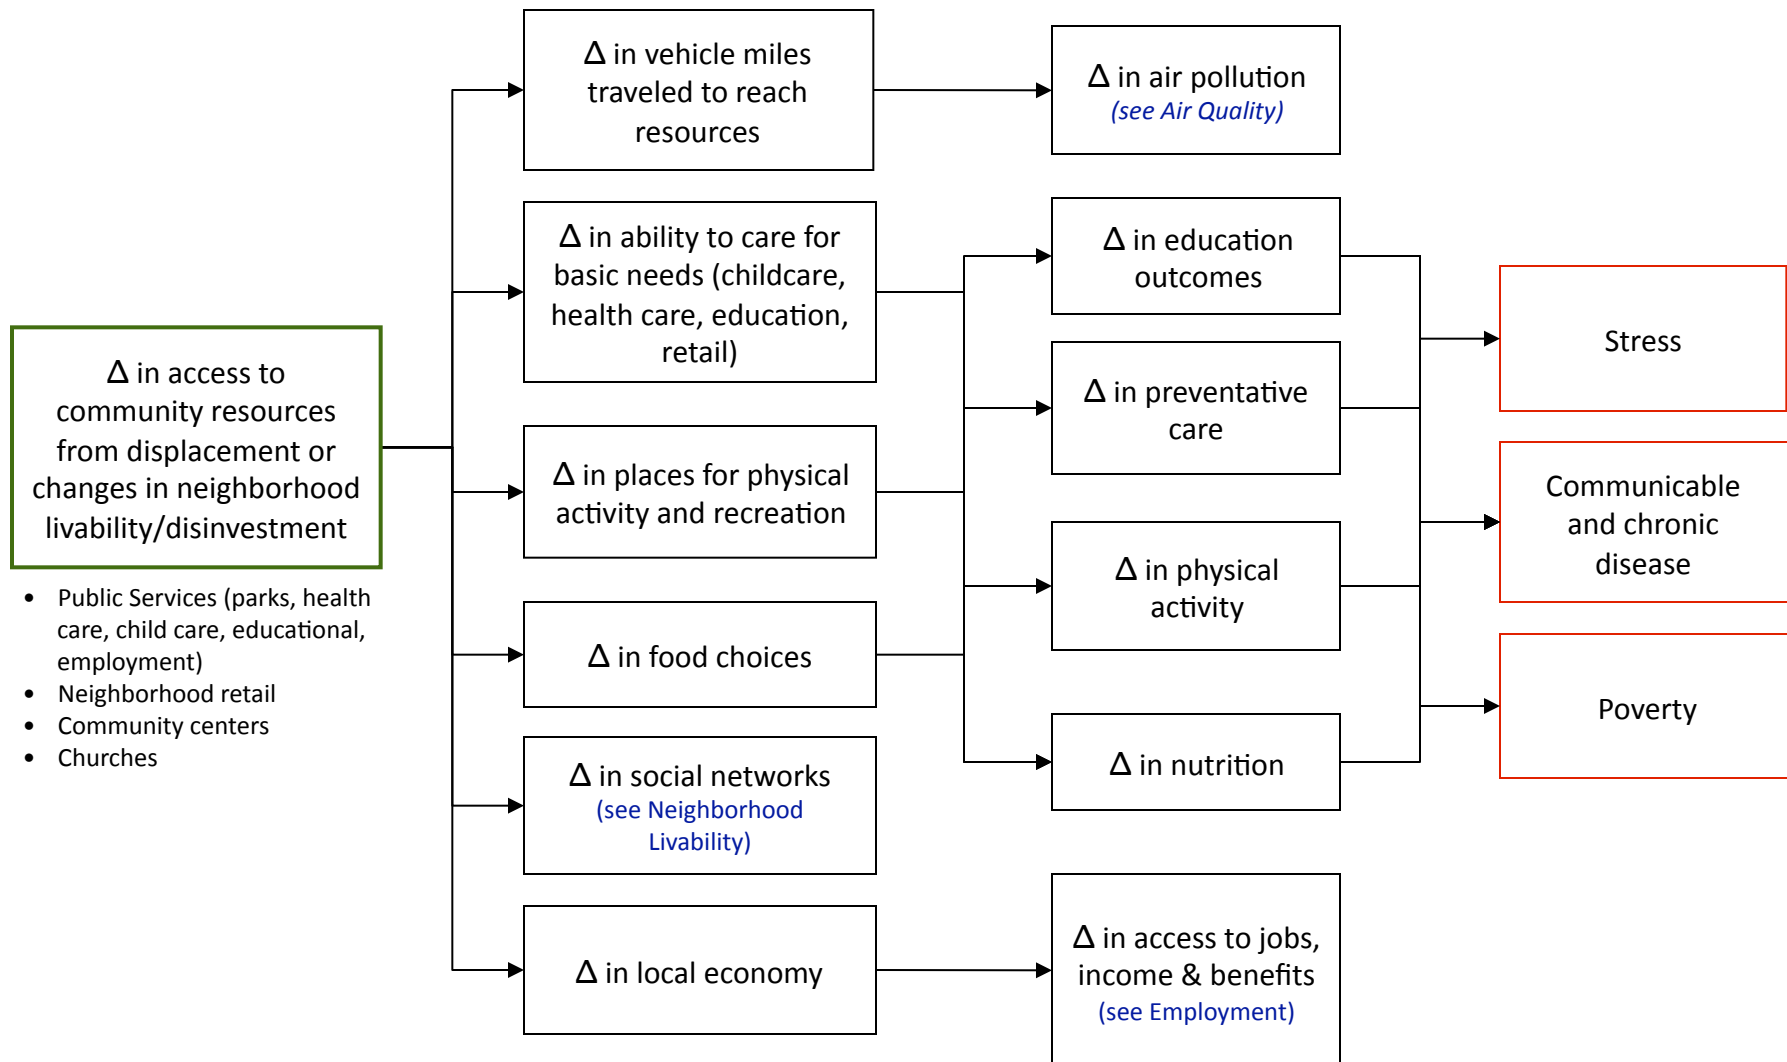 Δ in access to
community resources
from displacement or
changes in neighborhood
livability/disinvestment
• Public Services (parks, health
care, child care, educational,
employment)
• Neighborhood retail
• Community centers
• Churches
Δ in vehicle miles
traveled to reach
resources
Δ in ability to care for
basic needs (childcare,
health care, education,
retail)
Δ in places for physical
activity and recreation
Δ in food choices
Δ in social networks
(see Neighborhood
Livability)
Δ in local economy
Δ in air pollution
(see Air Quality)
Δ in education
outcomes
Δ in preventative
care
Δ in physical
activity
Δ in nutrition
Δ in access to jobs,
income & benefits
(see Employment)
Stress
Communicable
and chronic
disease
Poverty